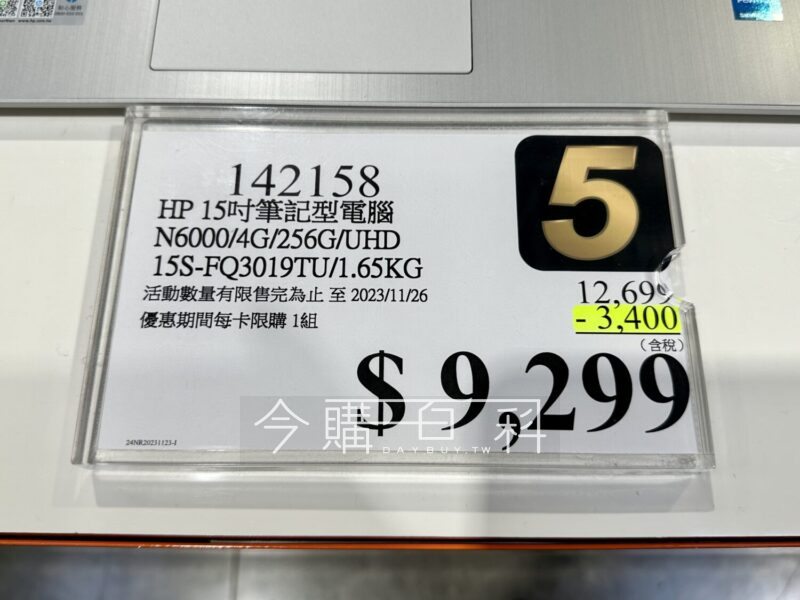 142158
HP 15吋筆記型電腦
N6000/4G/256G/UHD
15S-FQ3019TU/1.65KG
活動數量有限售完為止 至 2023/11/26
優惠期間每卡限購 1組
5
12,699
- 3,400
(含稅)
$ 9,299
今購百科
DAYBUY.TW
24NR20231123-1